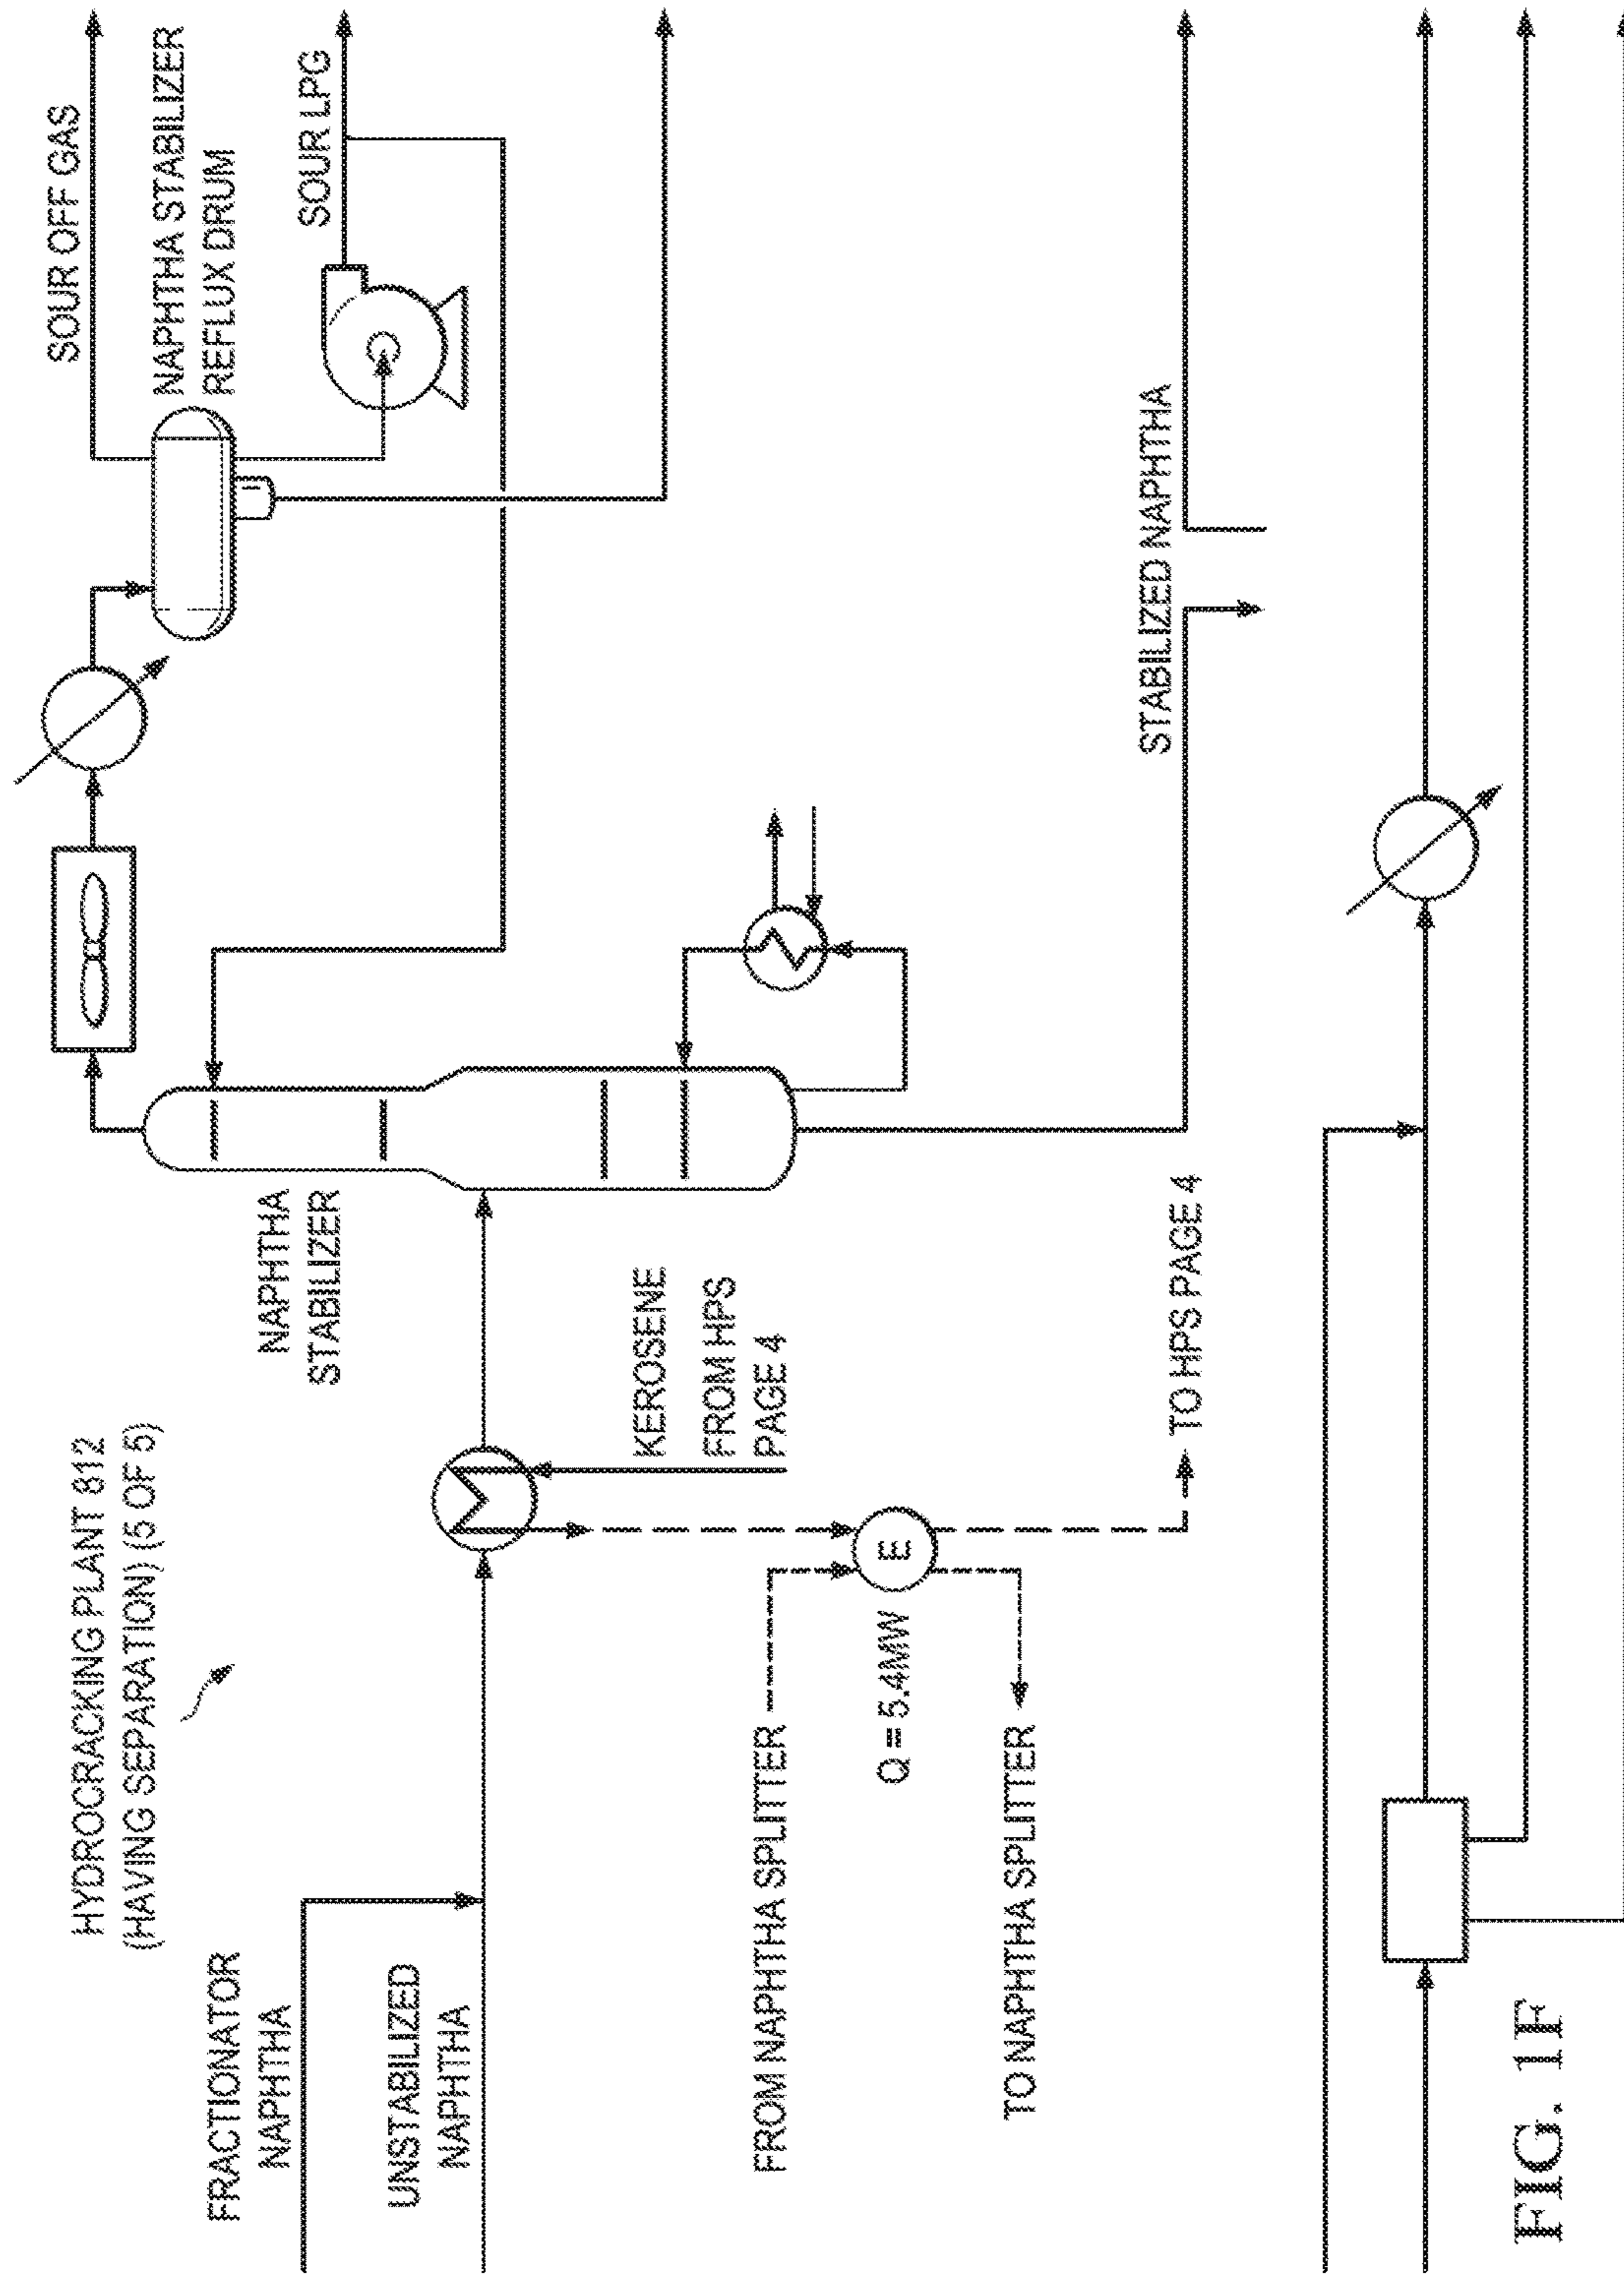 HYDROCRACKING PLANT 812
(HAVING SEPARATION) (5 OF 5)
SOUR OFF GAS
NAPHTHA STABILIZER
REFLUX DRUM
SOUR LPG
FRACTIONATOR
NAPHTHA
NAPHTHA
STABILIZER
UNSTABILIZED
NAPHTHA
KEROSENE
FROM HPS
PAGE 4
FROM NAPHTHA SPLITTER
E
Q = 5.4MW
TO NAPHTHA SPLITTER
STABILIZED NAPHTHA
TO HPS PAGE 4
FIG. 1F